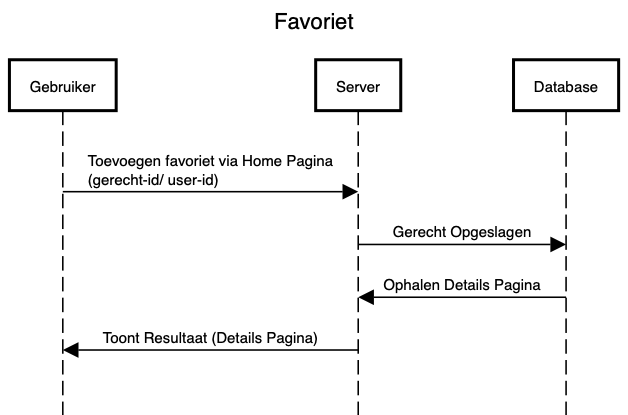 Favoriet
Gebruiker
Server
Database
Toevoegen favoriet via Home Pagina
(gerecht-id/ user-id)
Gerecht Opgeslagen
Ophalen Details Pagina
Toont Resultaat (Details Pagina)